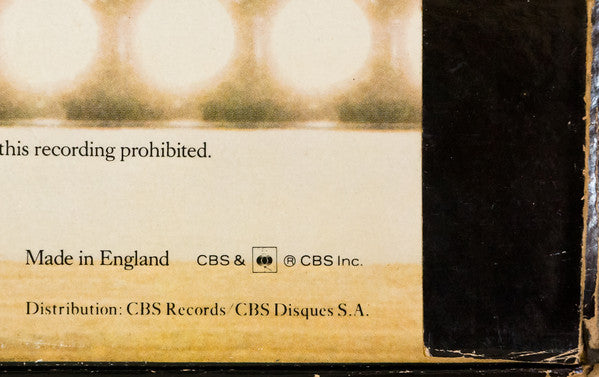 this recording prohibited.
Made in England CBS & ® CBS Inc.
Distribution: CBS Records/CBS Disques S.A.